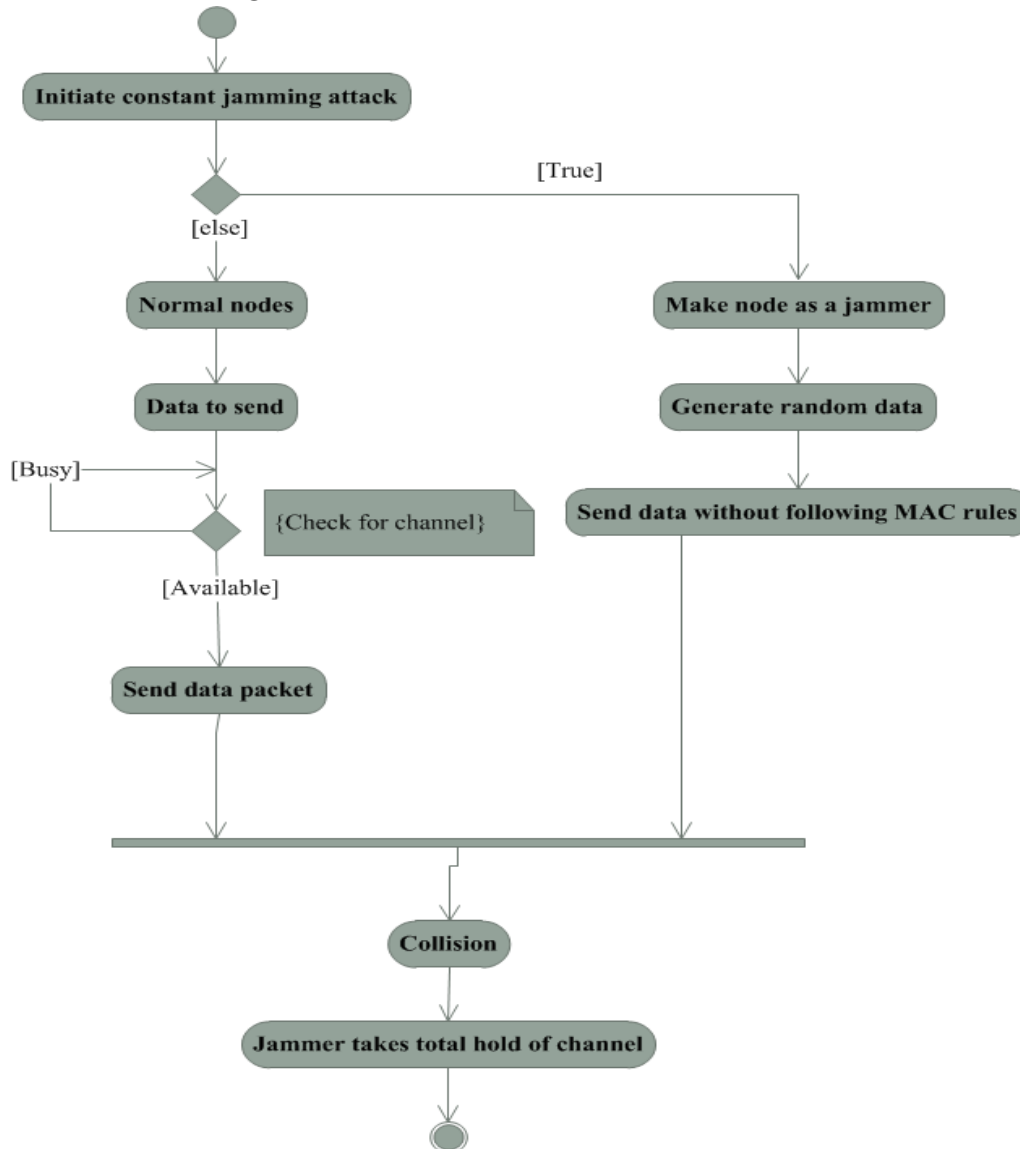 Initiate constant jamming attack
[True]
[else]
Normal nodes
Make node as a jammer
Data to send
Generate random data
[Busy]
{Check for channel}
Send data without following MAC rules
[Available]
Send data packet
Collision
Jammer takes total hold of channel